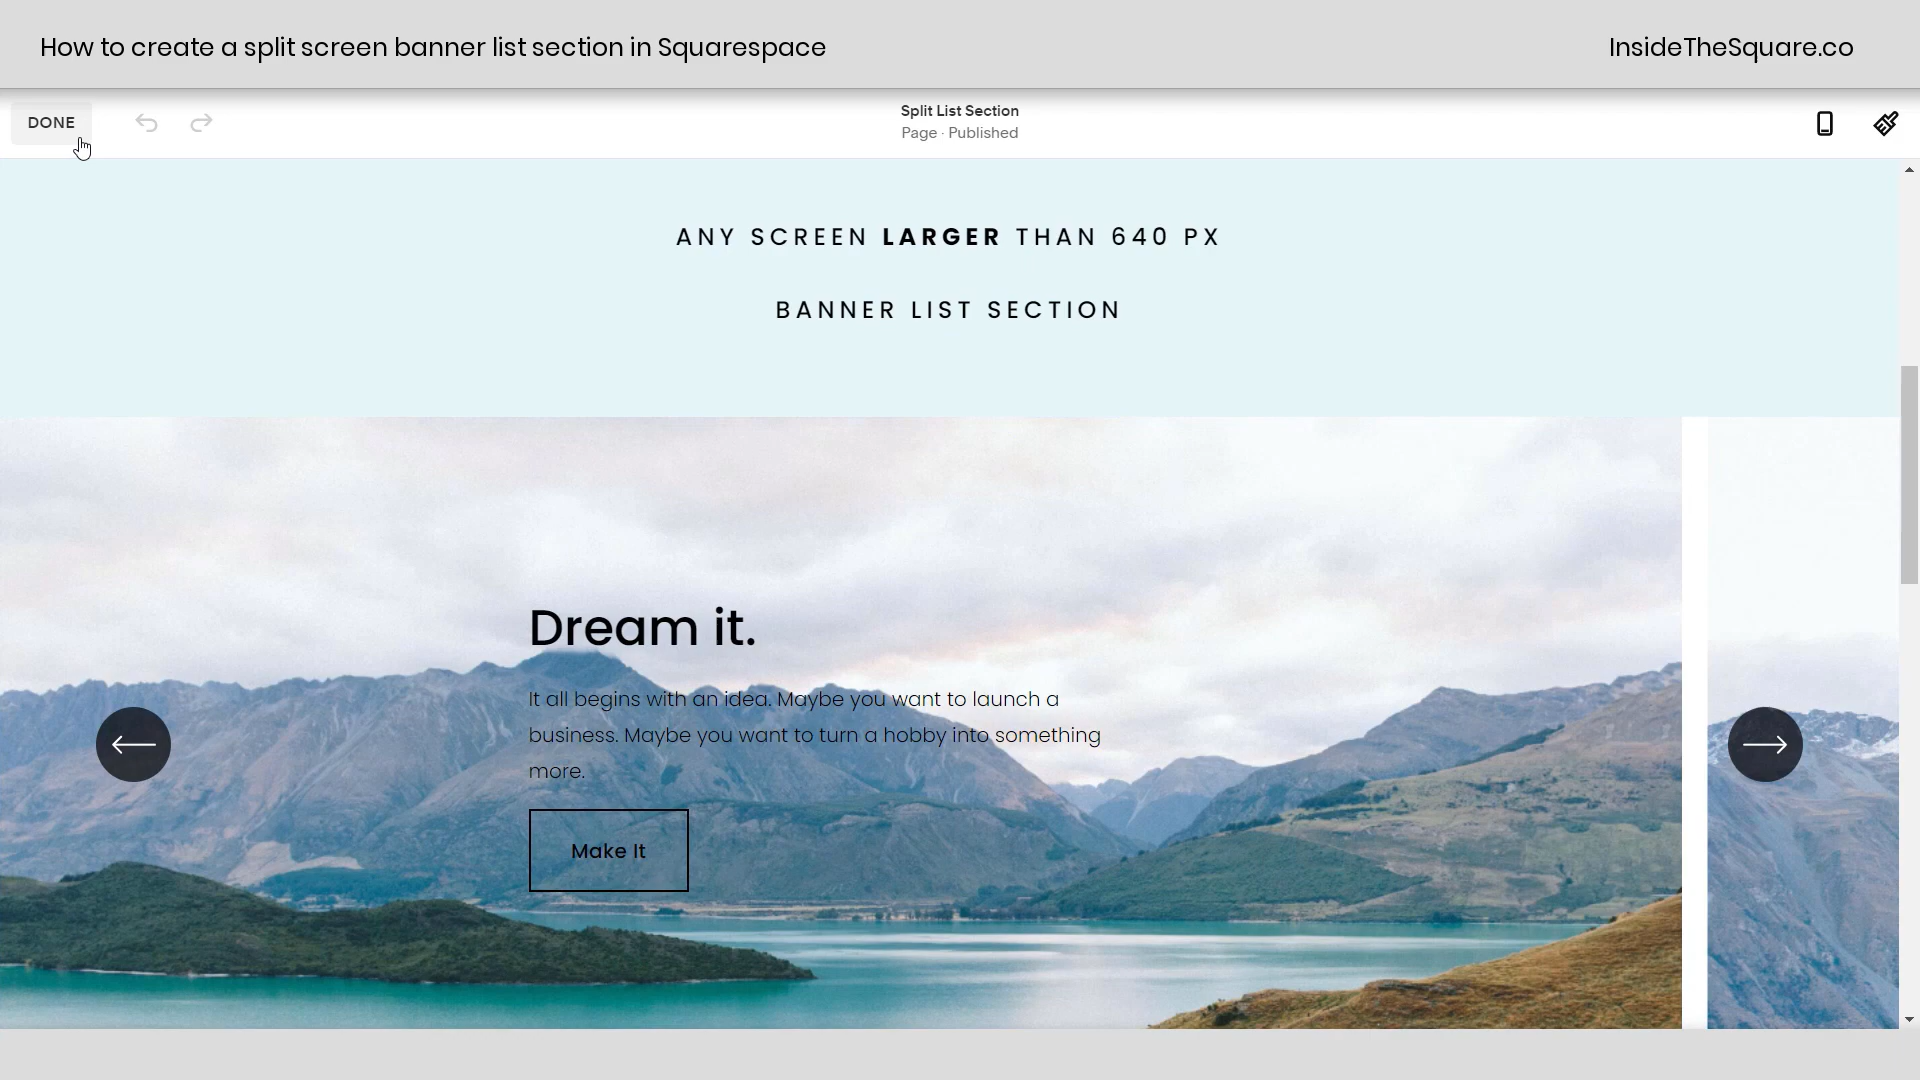 How to create a split screen banner list section in Squarespace
InsideTheSquare.co
DONE
Split List Section
Page · Published
ANY SCREEN LARGER THAN 640 PX
BANNER LIST SECTION
Dream it.
It all begins with an idea. Maybe you want to launch a
business. Maybe you want to turn a hobby into something
more.
Make It